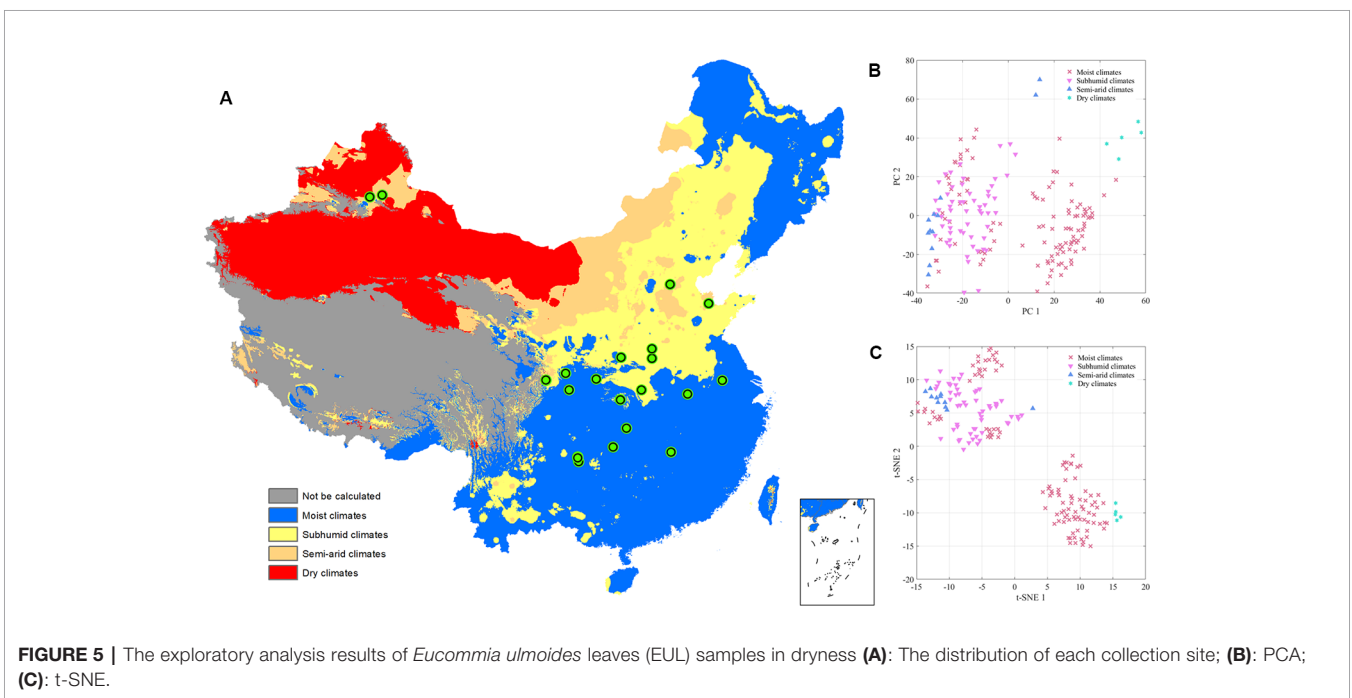 A
Not be calculated
Moist climates
Subhumid climates
Semi-arid climates
Dry climates
B
80
60
40
20
0
-20
-40
-40
-20
0
20
40
60
PC 2
PC 1
Moist climates
Subhumid climates
Semi-arid climates
Dry climates
C
15
10
5
0
-5
-10
-15
-20
-15
-10
-5
0
5
10
15
20
t-SNE 2
t-SNE 1
Moist climates
Subhumid climates
Semi-arid climates
Dry climates
FIGURE 5 | The exploratory analysis results of Eucommia ulmoides leaves (EUL) samples in dryness (A): The distribution of each collection site; (B): PCA;
(C): t-SNE.